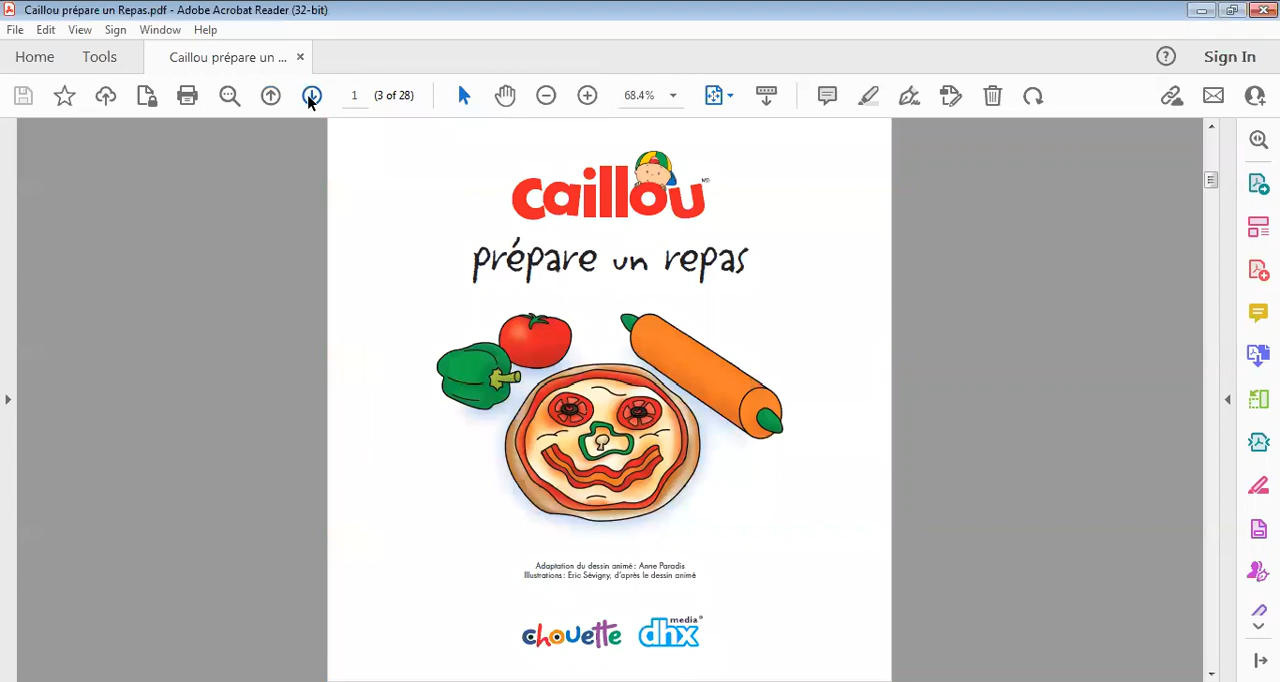 Caillou prépare un Repas.pdf - Adobe Acrobat Reader (32-bit)
File Edit View Sign Window Help
Home Tools Caillou prépare un ... × Sign In
1 (3 of 28) 68.4%
caillou MD
prépare un repas
Adaptation du dessin animé : Anne Paradis
Illustrations : Eric Sévigny, d'après le dessin animé
chouette dhx media